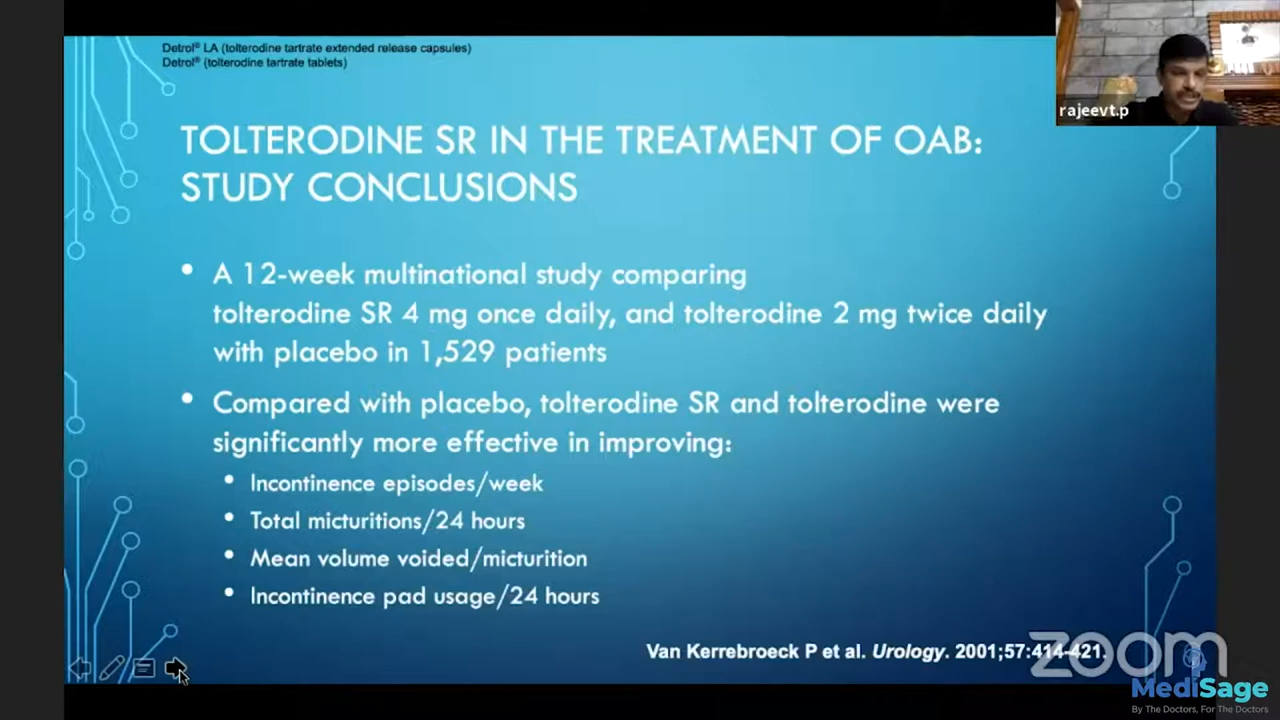 Detrol® LA (tolterodine tartrate extended release capsules)
Detrol® (tolterodine tartrate tablets)
rajeevt.p
TOLTERODINE SR IN THE TREATMENT OF OAB:
STUDY CONCLUSIONS
• A 12-week multinational study comparing
tolterodine SR 4 mg once daily, and tolterodine 2 mg twice daily
with placebo in 1,529 patients
• Compared with placebo, tolterodine SR and tolterodine were
significantly more effective in improving:
• Incontinence episodes/week
• Total micturitions/24 hours
• Mean volume voided/micturition
• Incontinence pad usage/24 hours
Van Kerrebroeck P et al. Urology. 2001;57:414-421.
zoom
MediSage
By The Doctors, For The Doctors